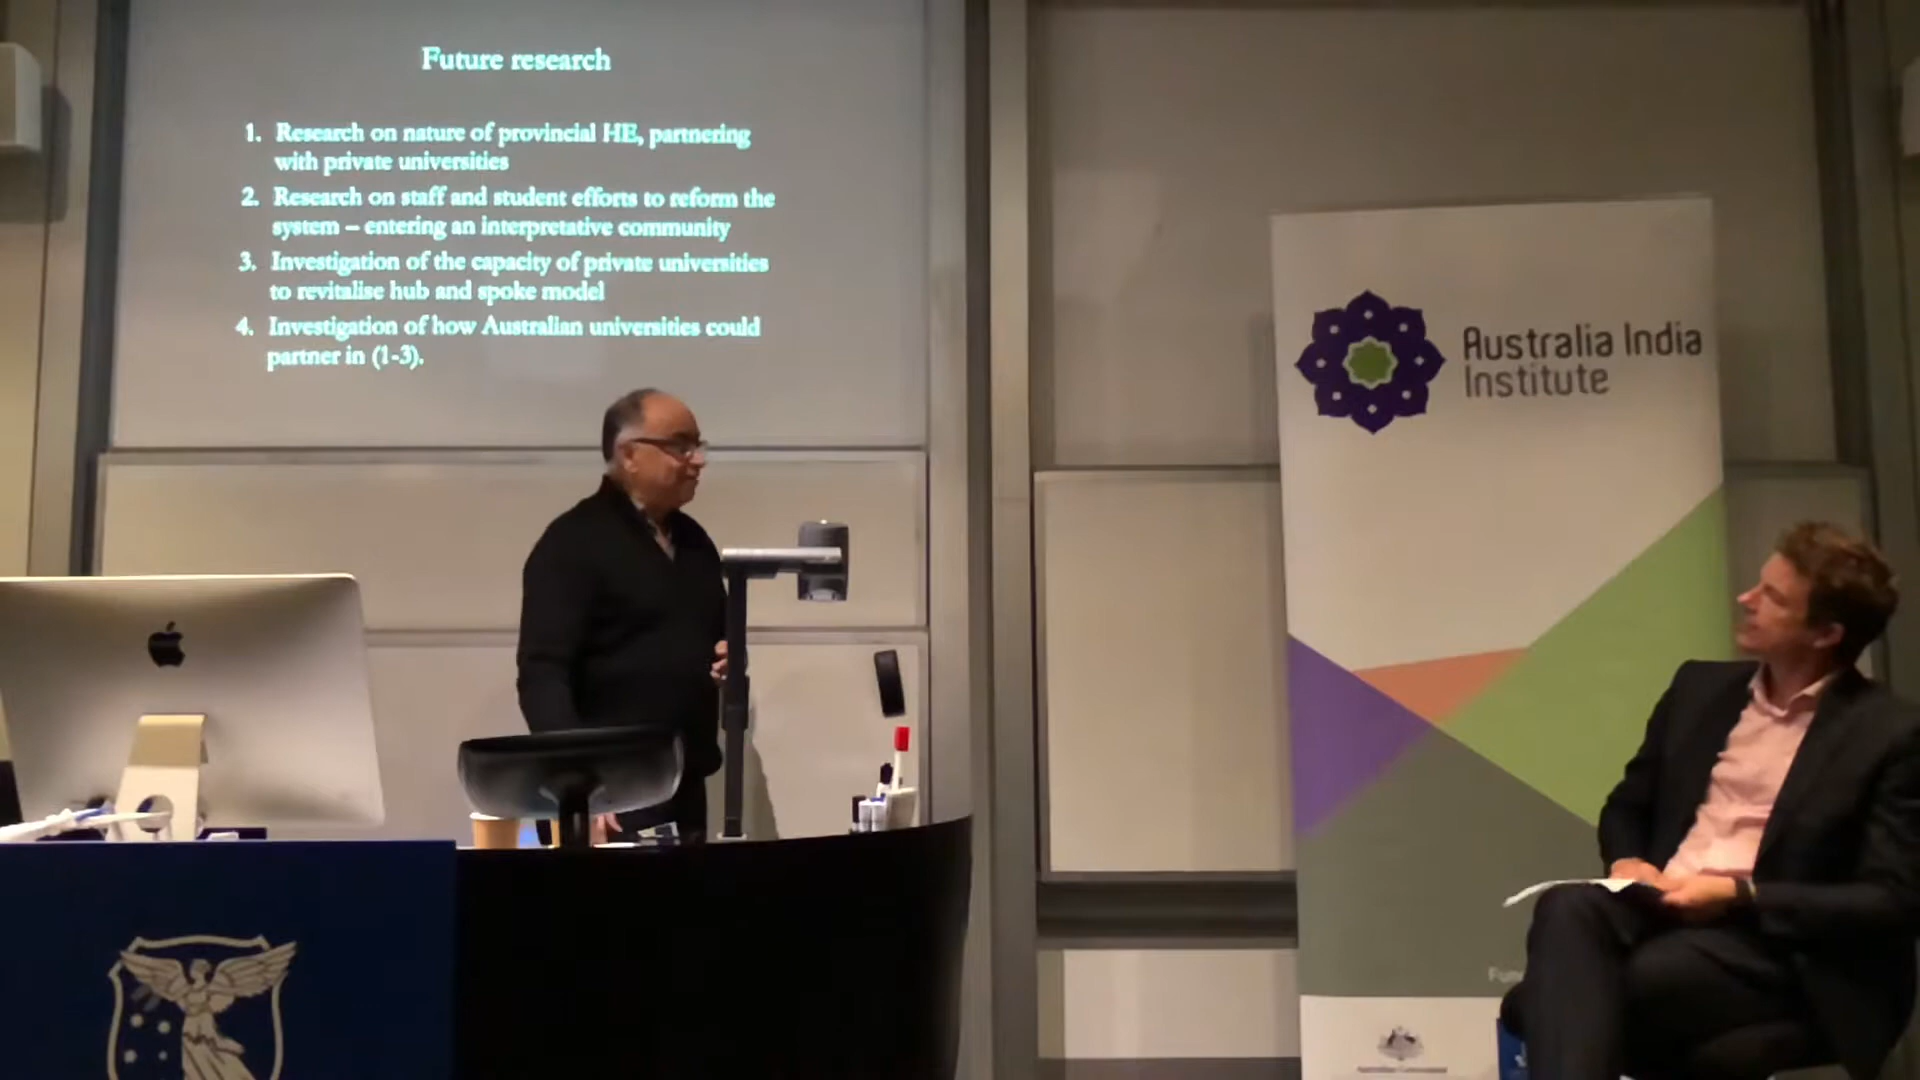 Future research
1. Research on nature of provincial HE, partnering
with private universities
2. Research on staff and student efforts to reform the
system – entering an interpretative community
3. Investigation of the capacity of private universities
to revitalise hub and spoke model
4. Investigation of how Australian universities could
partner in (1-3).
Australia India
Institute